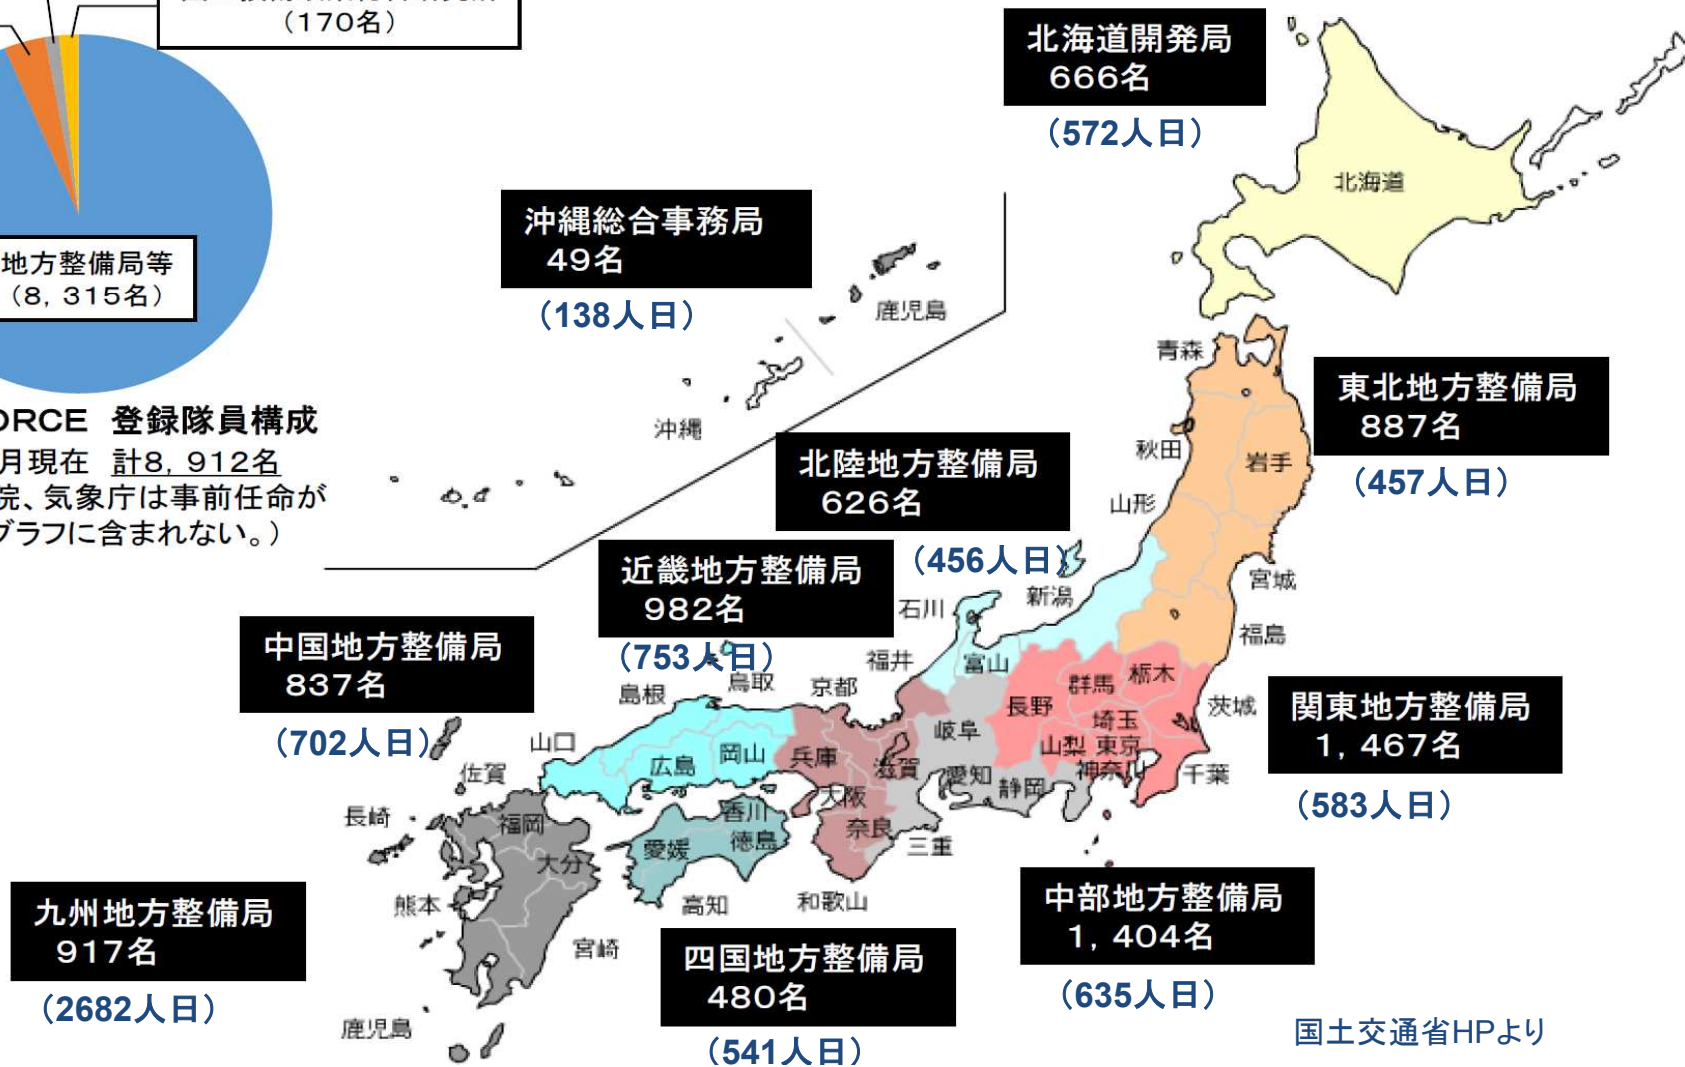 （170名）
地方整備局等
（8，315名）
ORCE 登録隊員構成
月現在 計8，912名
院、気象庁は事前任命が
グラフに含まれない。）
北海道開発局
666名
（572人日）
北海道
沖縄総合事務局
49名
（138人日）
鹿児島
沖縄
青森
東北地方整備局
887名
（457人日）
秋田
岩手
山形
宮城
福島
北陸地方整備局
626名
（456人日）
新潟
石川
富山
福井
近畿地方整備局
982名
（753人日）
中国地方整備局
837名
（702人日）
島根
鳥取
京都
山口
広島
岡山
兵庫
滋賀
大阪
奈良
和歌山
三重
岐阜
愛知
静岡
長野
群馬
栃木
茨城
埼玉
山梨
東京
神奈川
千葉
関東地方整備局
1，467名
（583人日）
佐賀
長崎
福岡
大分
熊本
宮崎
鹿児島
香川
徳島
愛媛
高知
九州地方整備局
917名
（2682人日）
四国地方整備局
480名
（541人日）
中部地方整備局
1，404名
（635人日）
国土交通省HPより